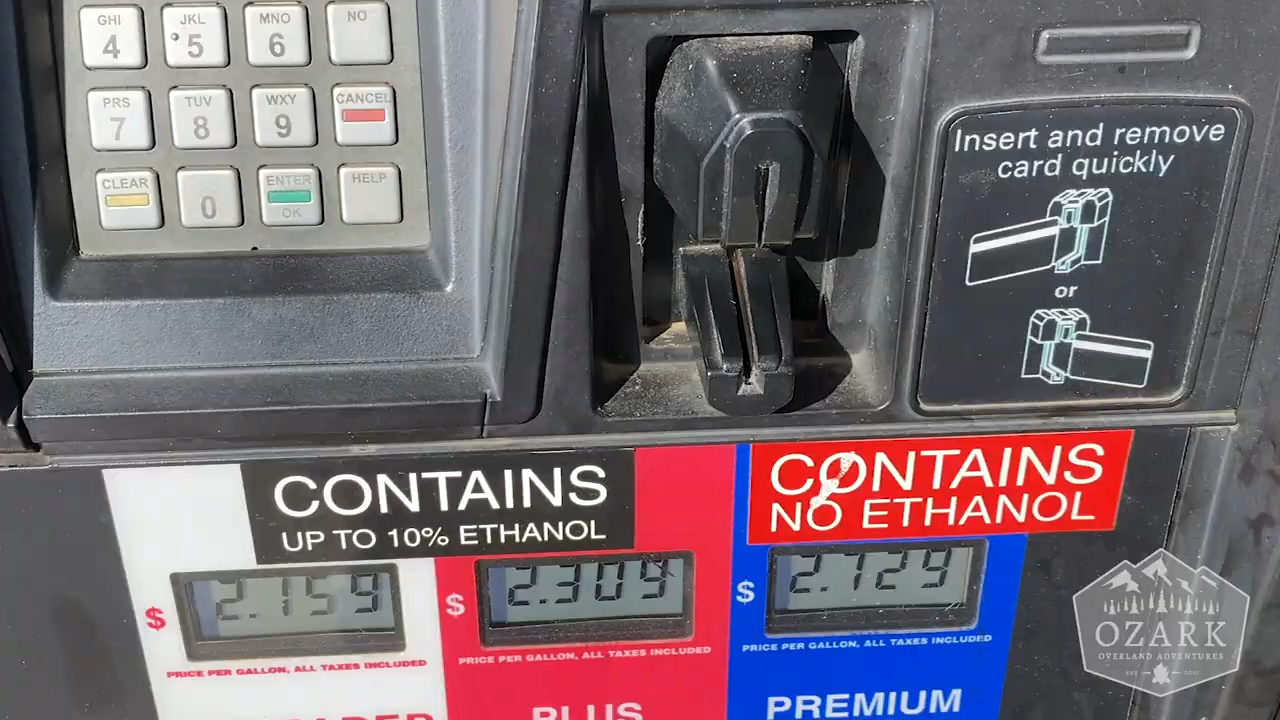 GHI
4
JKL
5
MNO
6
NO
PRS
7
TUV
8
WXY
9
CANCEL
CLEAR
0
ENTER
OK
HELP
Insert and remove
card quickly
or
CONTAINS
UP TO 10% ETHANOL
CONTAINS
NO ETHANOL
$ 2.159
PRICE PER GALLON, ALL TAXES INCLUDED
$ 2.309
PRICE PER GALLON, ALL TAXES INCLUDED
PLUS
$ 2.729
PRICE PER GALLON, ALL TAXES INCLUDED
PREMIUM
OZARK
OVERLAND ADVENTURES